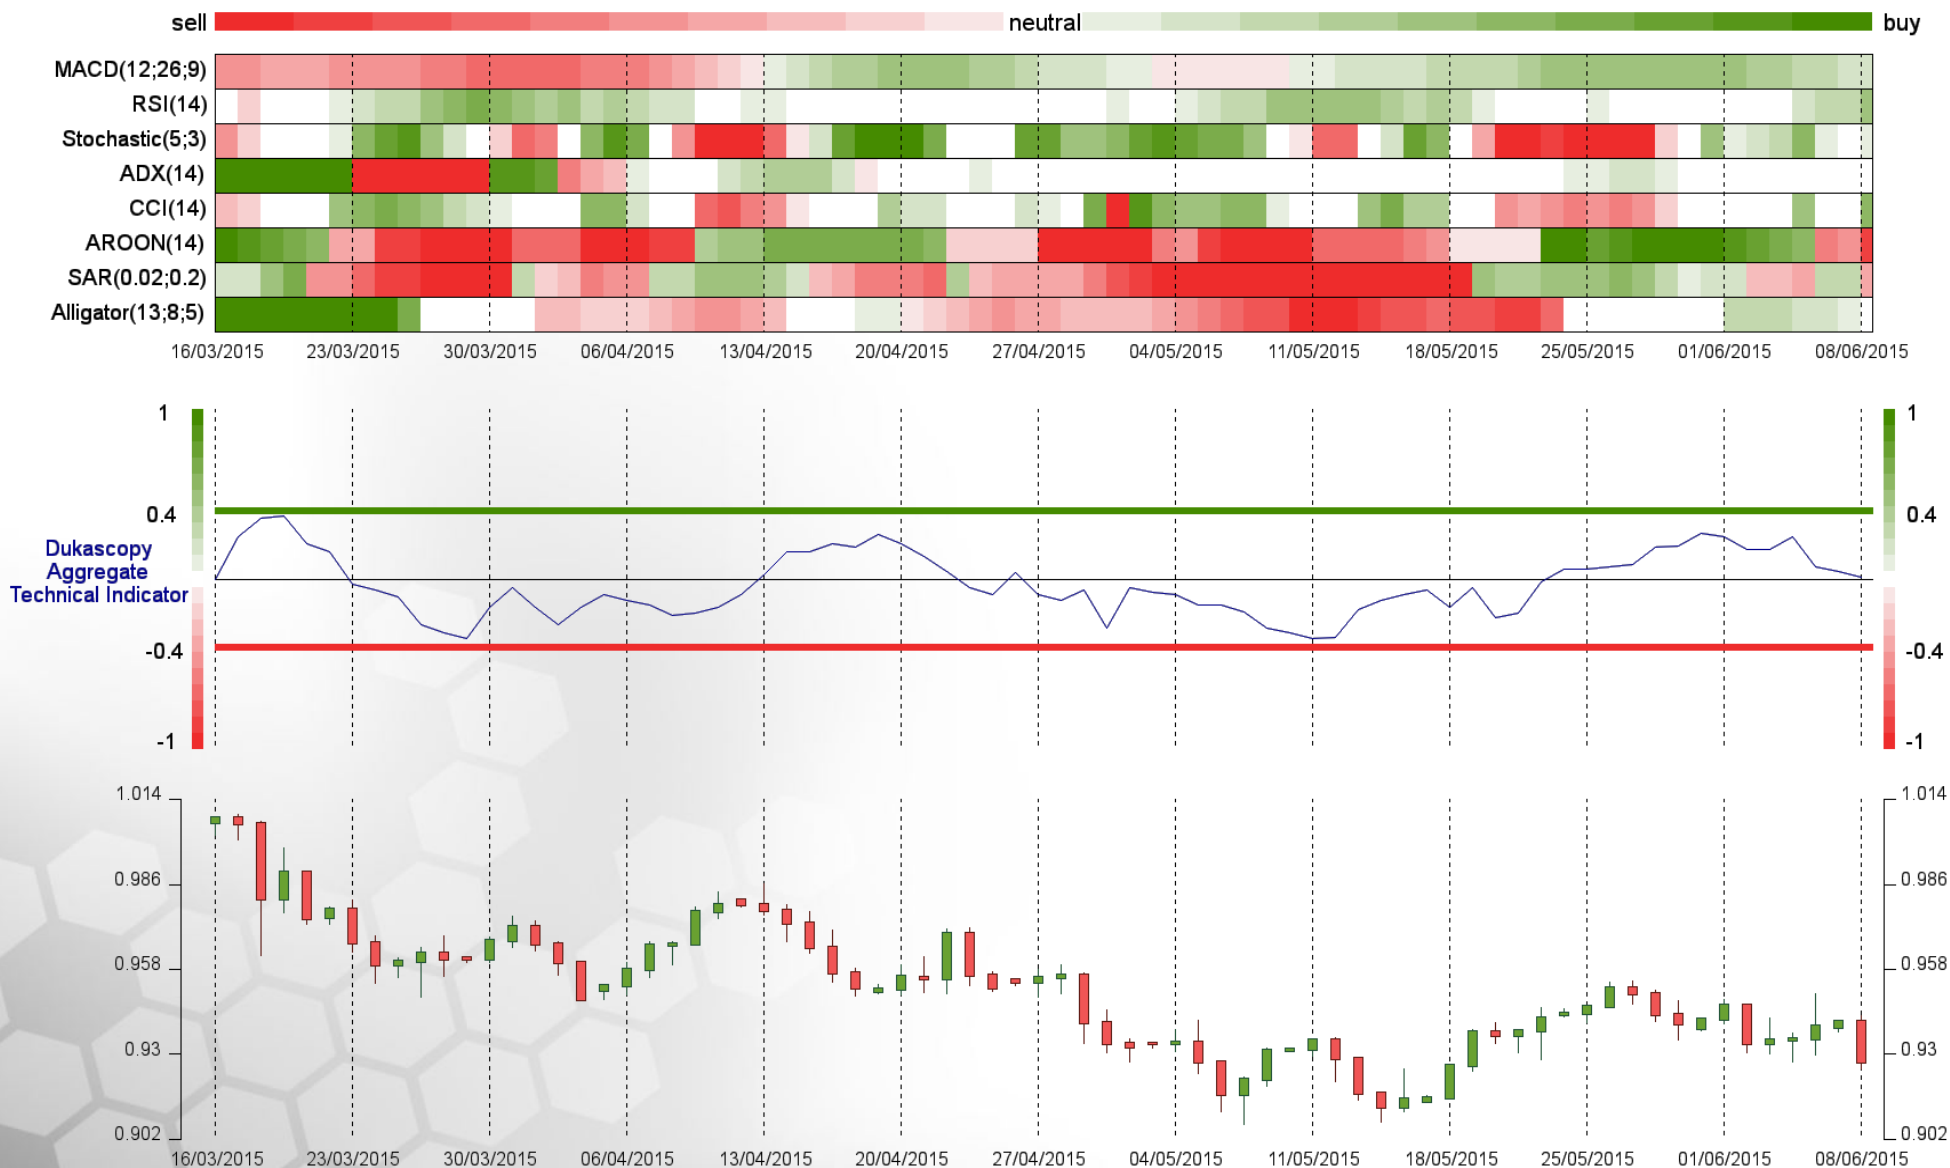 sell neutral buy
MACD(12;26;9)
RSI(14)
Stochastic(5;3)
ADX(14)
CCI(14)
AROON(14)
SAR(0.02;0.2)
Alligator(13;8;5)
16/03/2015 23/03/2015 30/03/2015 06/04/2015 13/04/2015 20/04/2015 27/04/2015 04/05/2015 11/05/2015 18/05/2015 25/05/2015 01/06/2015 08/06/2015
1 1
0.4 0.4
Dukascopy
Aggregate
Technical Indicator
-0.4 -0.4
-1 -1
1.014 1.014
0.986 0.986
0.958 0.958
0.93 0.93
0.902 0.902
16/03/2015 23/03/2015 30/03/2015 06/04/2015 13/04/2015 20/04/2015 27/04/2015 04/05/2015 11/05/2015 18/05/2015 25/05/2015 01/06/2015 08/06/2015